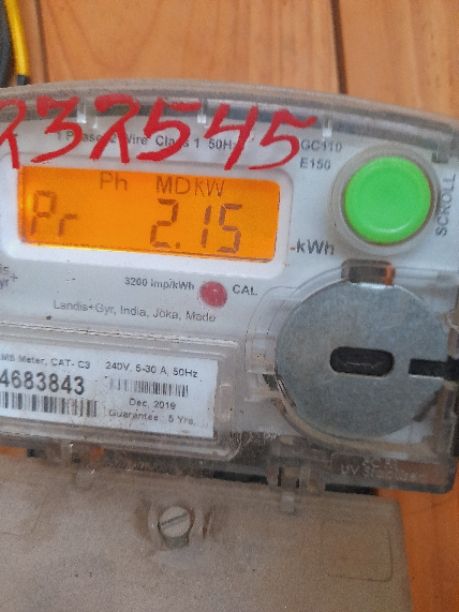 232545
1 Phase 2 Wire Class 1 50Hz
GC110
E150
Ph MDKW
Pr 2.15
kWh
SCROLL
3200 imp/kWh CAL
Landis+Gyr, India, Joka, Made
Meter, CAT- C3
4683843
240V, 5-30 A, 50Hz
Dec, 2019
Guarantee : 5 Yrs.